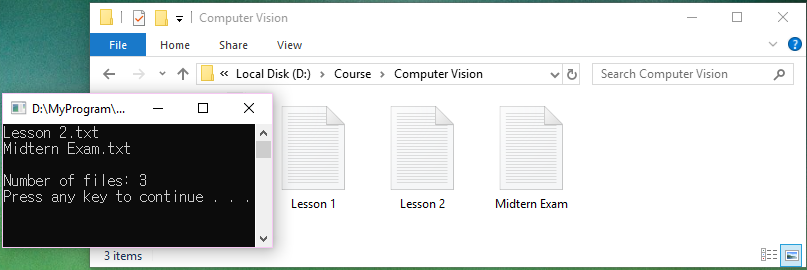 Computer Vision
File Home Share View
« Local Disk (D:) > Course > Computer Vision
Search Computer Vision
D:\MyProgram\...
Lesson 2.txt
Midtern Exam.txt
Number of files: 3
Press any key to continue . . .
Lesson 1
Lesson 2
Midtern Exam
3 items